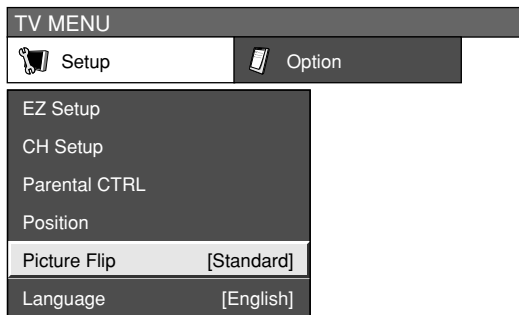 TV MENU
Setup
Option
EZ Setup
CH Setup
Parental CTRL
Position
Picture Flip [Standard]
Language [English]